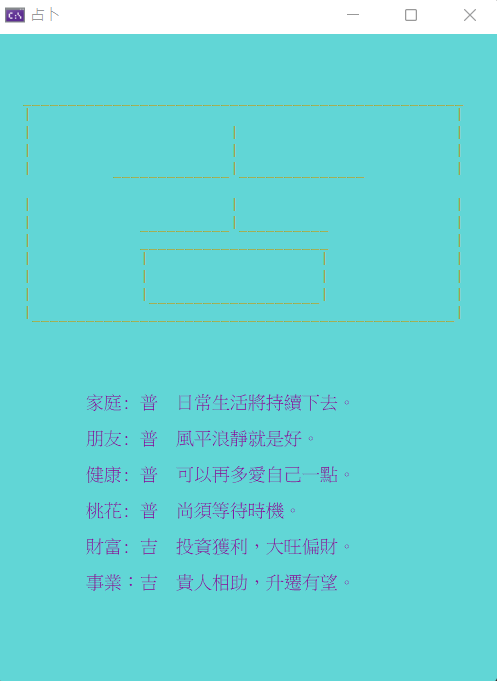 占卜
家庭: 普 日常生活將持續下去。
朋友: 普 風平浪靜就是好。
健康: 普 可以再多愛自己一點。
桃花: 普 尚須等待時機。
財富: 吉 投資獲利，大旺偏財。
事業：吉 貴人相助，升遷有望。